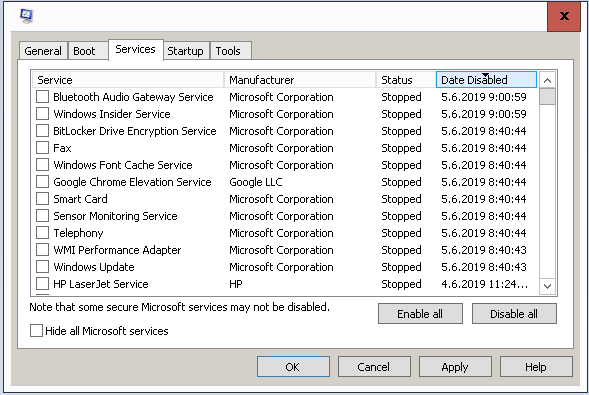 x
General Boot Services Startup Tools
Service Manufacturer Status Date Disabled
Bluetooth Audio Gateway Service Microsoft Corporation Stopped 5.6.2019 9:00:59
Windows Insider Service Microsoft Corporation Stopped 5.6.2019 9:00:59
BitLocker Drive Encryption Service Microsoft Corporation Stopped 5.6.2019 8:40:44
Fax Microsoft Corporation Stopped 5.6.2019 8:40:44
Windows Font Cache Service Microsoft Corporation Stopped 5.6.2019 8:40:44
Google Chrome Elevation Service Google LLC Stopped 5.6.2019 8:40:44
Smart Card Microsoft Corporation Stopped 5.6.2019 8:40:44
Sensor Monitoring Service Microsoft Corporation Stopped 5.6.2019 8:40:44
Telephony Microsoft Corporation Stopped 5.6.2019 8:40:44
WMI Performance Adapter Microsoft Corporation Stopped 5.6.2019 8:40:43
Windows Update Microsoft Corporation Stopped 5.6.2019 8:40:43
HP LaserJet Service HP Stopped 4.6.2019 11:24...
Note that some secure Microsoft services may not be disabled.
Enable all Disable all
Hide all Microsoft services
OK Cancel Apply Help